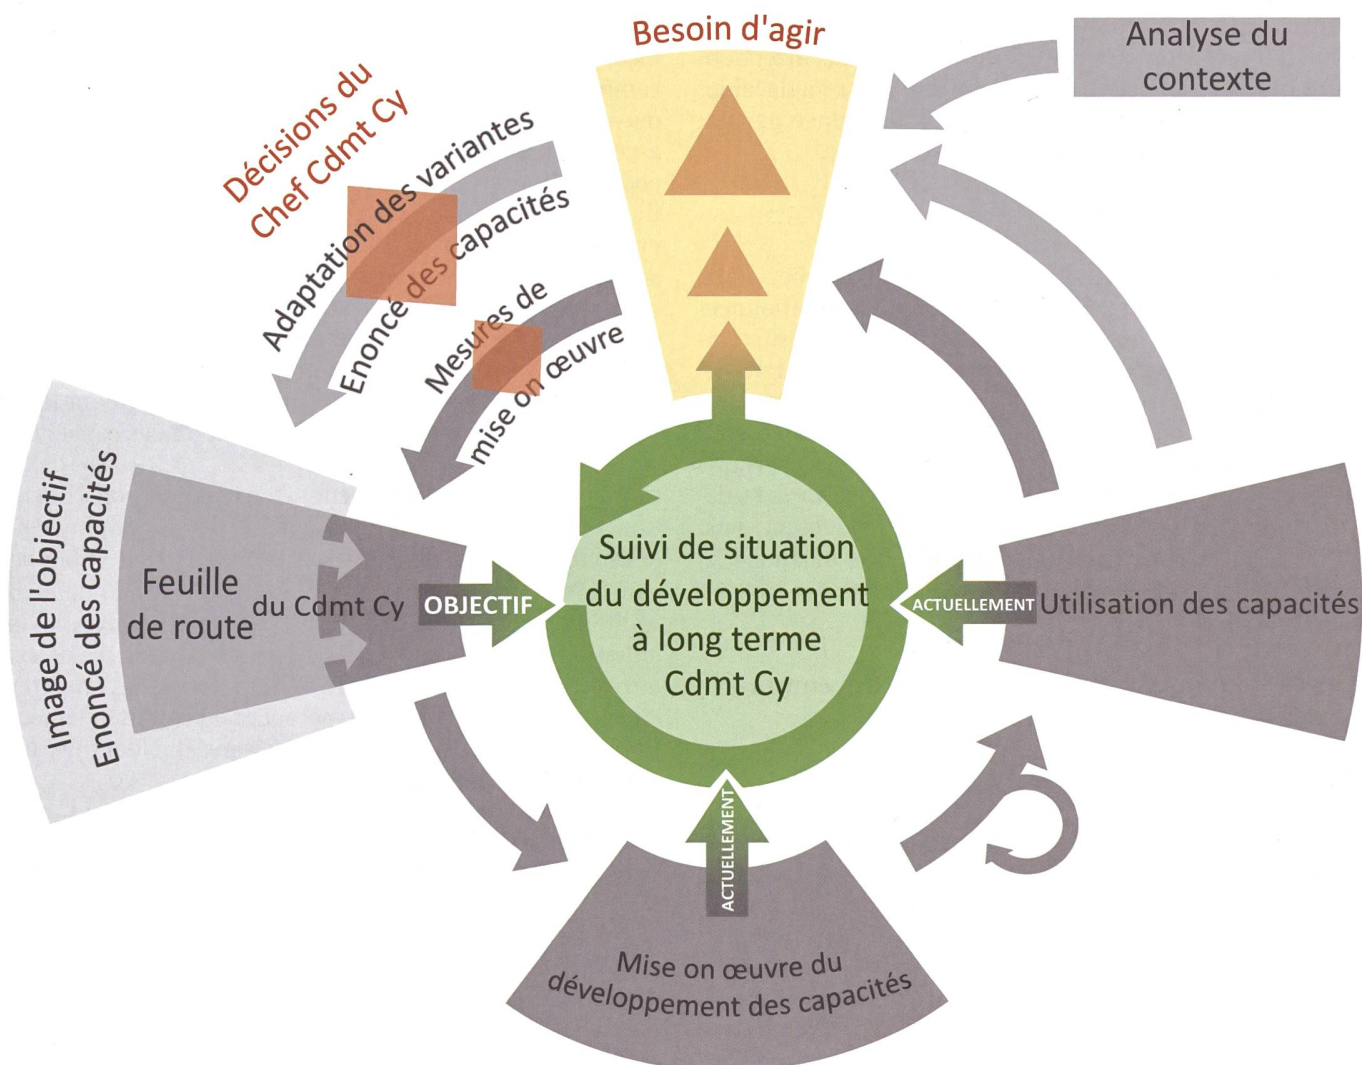 Besoin d'agir
Analyse du
contexte
Décisions du
Chef Cdmt Cy
Adaptation des variantes
Enoncé des capacités
Mesures de
mise on œuvre
Image de l'objectif
Enoncé des capacités
Feuille
de route
du Cdmt Cy
OBJECTIF
Suivi de situation
du développement
à long terme
Cdmt Cy
ACTUELLEMENT
Utilisation des capacités
ACTUELLEMENT
Mise on œuvre du
développement des capacités